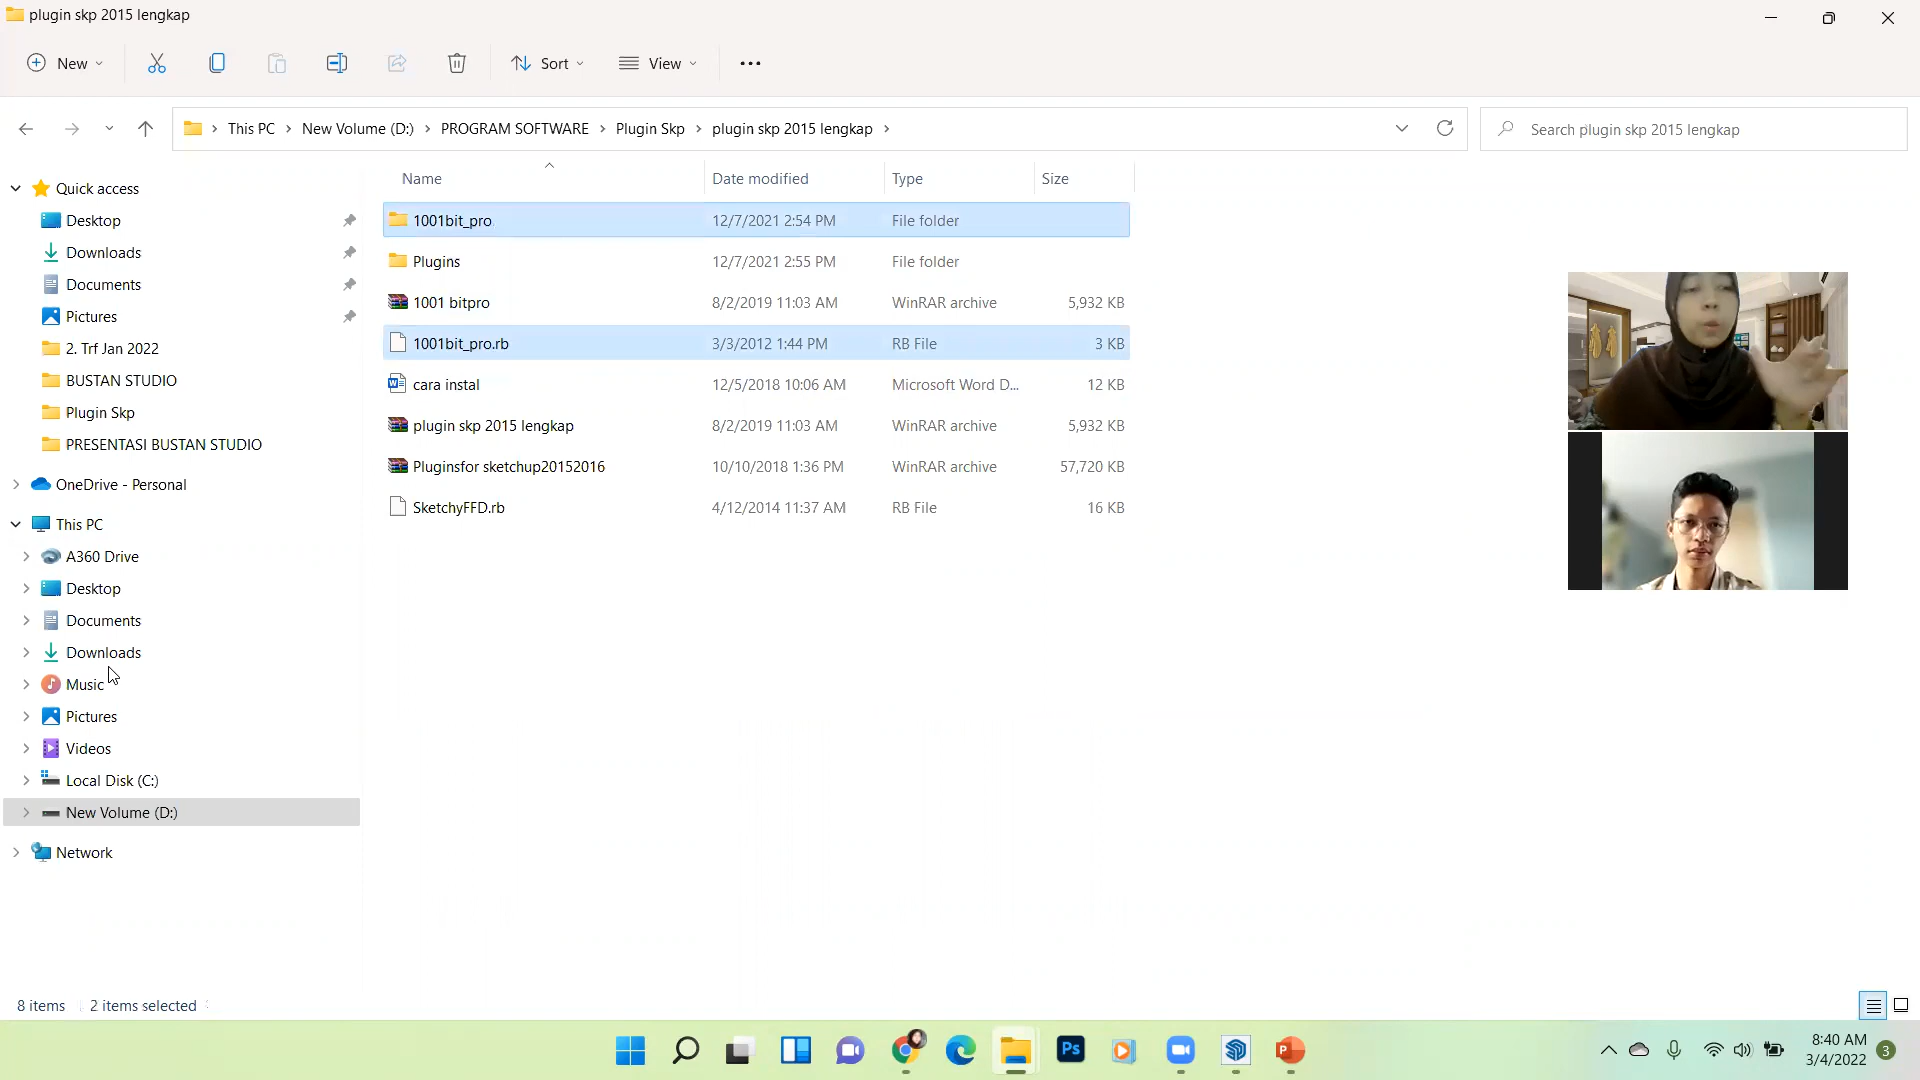 plugin skp 2015 lengkap
New
Sort
View
This PC > New Volume (D:) > PROGRAM SOFTWARE > Plugin Skp > plugin skp 2015 lengkap >
Search plugin skp 2015 lengkap
Quick access
Desktop
Downloads
Documents
Pictures
2. Trf Jan 2022
BUSTAN STUDIO
Plugin Skp
PRESENTASI BUSTAN STUDIO
OneDrive - Personal
This PC
A360 Drive
Desktop
Documents
Downloads
Music
Pictures
Videos
Local Disk (C:)
New Volume (D:)
Network
Name Date modified Type Size
1001bit_pro 12/7/2021 2:54 PM File folder
Plugins 12/7/2021 2:55 PM File folder
1001 bitpro 8/2/2019 11:03 AM WinRAR archive 5,932 KB
1001bit_pro.rb 3/3/2012 1:44 PM RB File 3 KB
cara instal 12/5/2018 10:06 AM Microsoft Word D... 12 KB
plugin skp 2015 lengkap 8/2/2019 11:03 AM WinRAR archive 5,932 KB
Pluginsfor sketchup20152016 10/10/2018 1:36 PM WinRAR archive 57,720 KB
SketchyFFD.rb 4/12/2014 11:37 AM RB File 16 KB
8 items 2 items selected
Ps
P
8:40 AM
3/4/2022
3